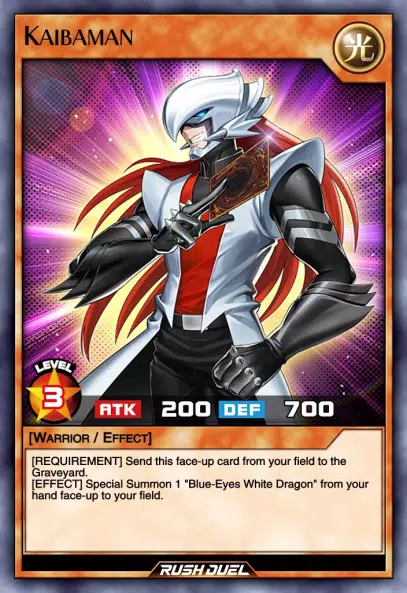 KAIBAMAN
光
LEVEL
3
ATK 200 DEF 700
[WARRIOR / EFFECT]
[REQUIREMENT] Send this face-up card from your field to the
Graveyard.
[EFFECT] Special Summon 1 "Blue-Eyes White Dragon" from your
hand face-up to your field.
RUSH DUEL